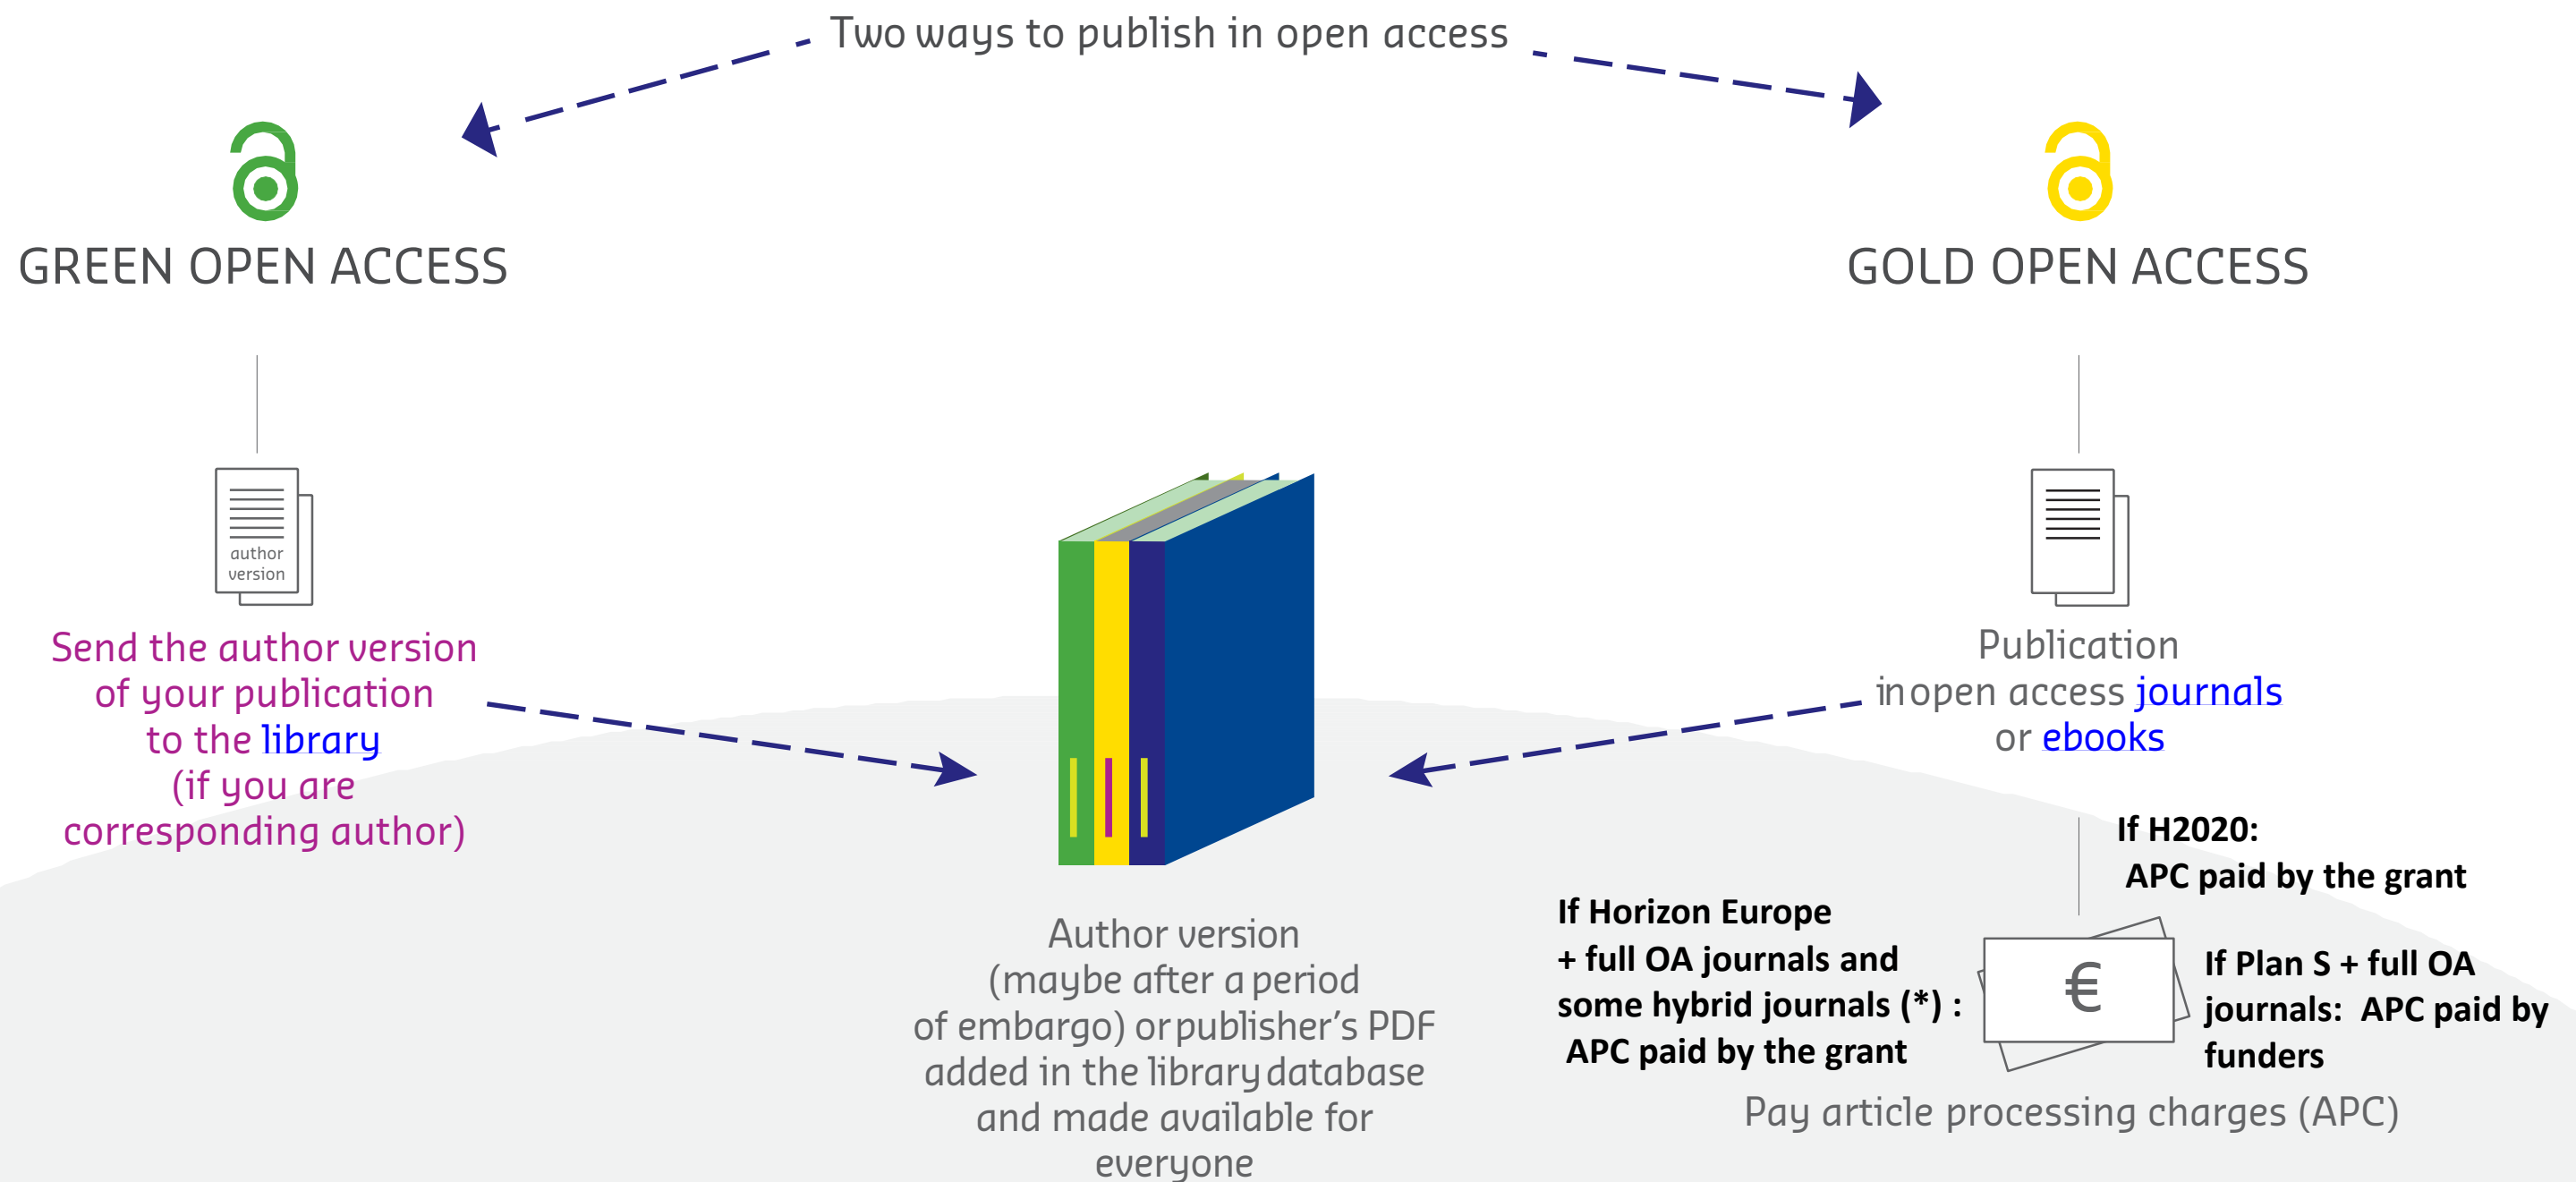 Two ways to publish in open access
GREEN OPEN ACCESS
author
version
Send the author version
of your publication
to the library
(if you are
corresponding author)
Author version
(maybe after a period
of embargo) or publisher's PDF
added in the library database
and made available for
everyone
GOLD OPEN ACCESS
Publication
in open access journals
or ebooks
If H2020:
APC paid by the grant
If Horizon Europe
+ full OA journals and
some hybrid journals (*) :
APC paid by the grant
€
If Plan S + full OA
journals: APC paid by
funders
Pay article processing charges (APC)